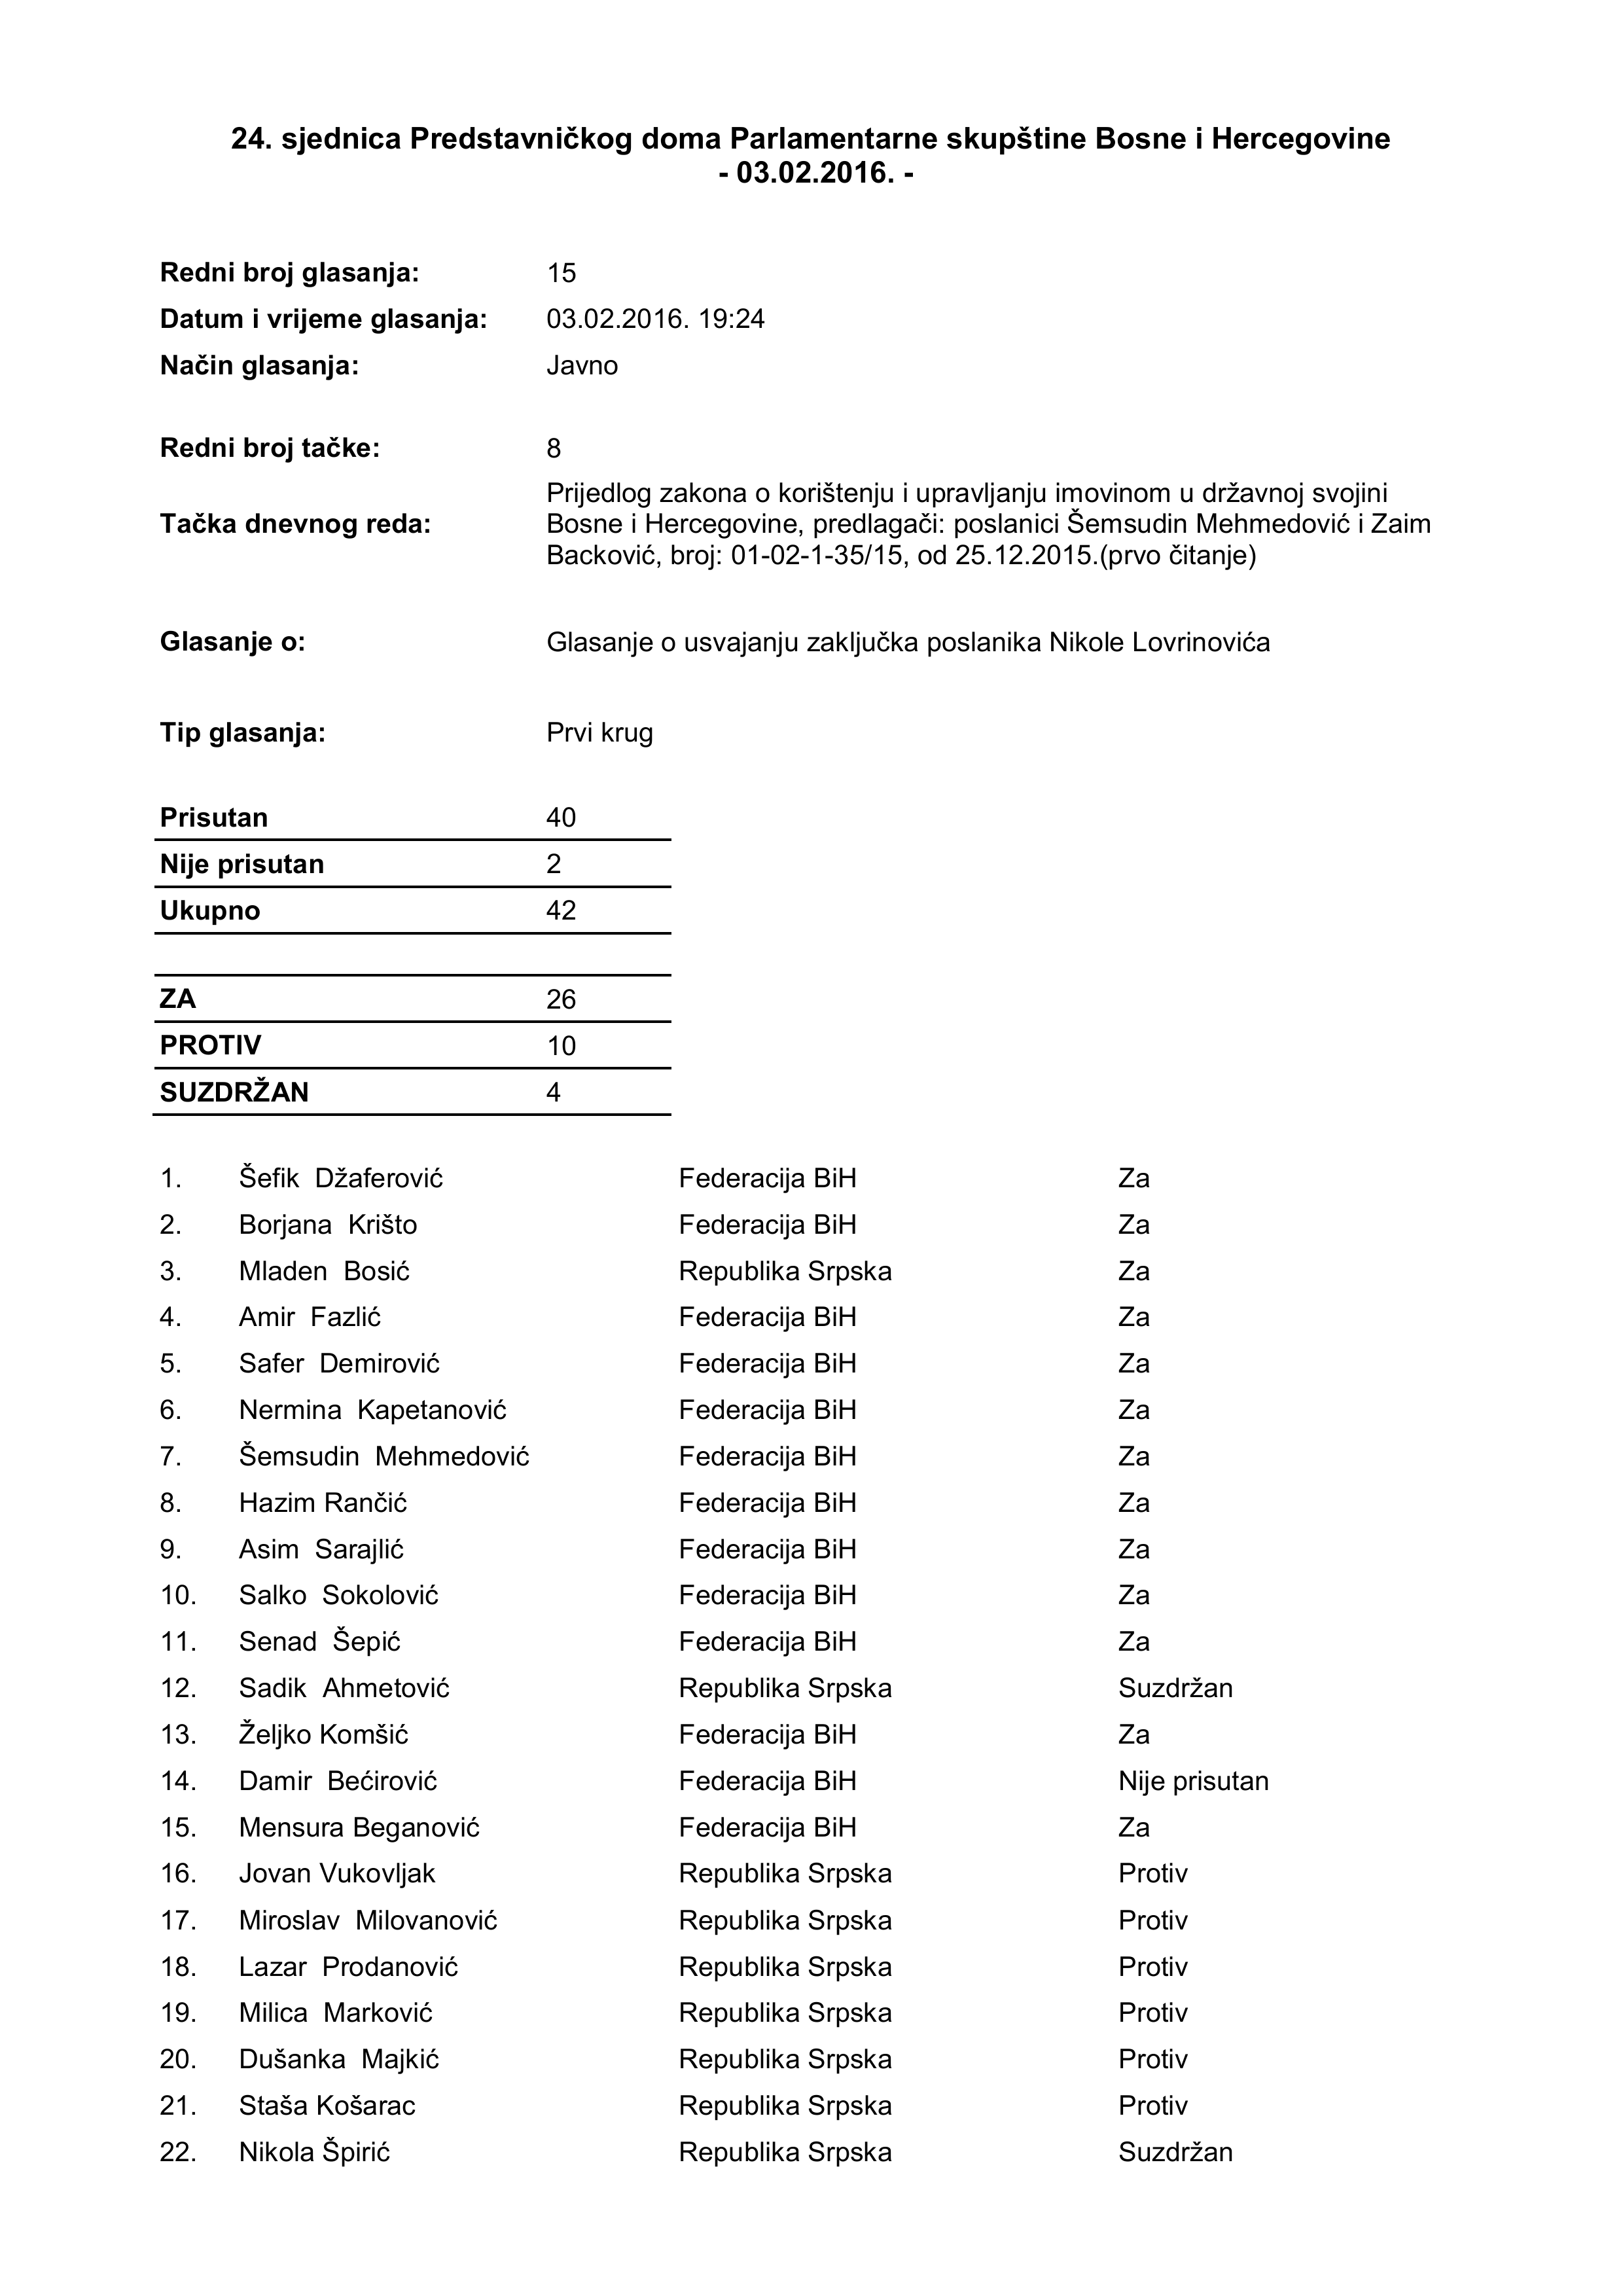 24. sjednica Predstavničkog doma Parlamentarne skupštine Bosne i Hercegovine
- 03.02.2016. -
Redni broj glasanja: 15
Datum i vrijeme glasanja: 03.02.2016. 19:24
Način glasanja: Javno
Redni broj tačke: 8
Tačka dnevnog reda: Prijedlog zakona o korištenju i upravljanju imovinom u državnoj svojini
Bosne i Hercegovine, predlagači: poslanici Šemsudin Mehmedović i Zaim
Backović, broj: 01-02-1-35/15, od 25.12.2015.(prvo čitanje)
Glasanje o: Glasanje o usvajanju zaključka poslanika Nikole Lovrinovića
Tip glasanja: Prvi krug
Prisutan 40
Nije prisutan 2
Ukupno 42
ZA 26
PROTIV 10
SUZDRŽAN 4
1. Šefik Džaferović Federacija BiH Za
2. Borjana Krišto Federacija BiH Za
3. Mladen Bosić Republika Srpska Za
4. Amir Fazlić Federacija BiH Za
5. Safer Demirović Federacija BiH Za
6. Nermina Kapetanović Federacija BiH Za
7. Šemsudin Mehmedović Federacija BiH Za
8. Hazim Rančić Federacija BiH Za
9. Asim Sarajlić Federacija BiH Za
10. Salko Sokolović Federacija BiH Za
11. Senad Šepić Federacija BiH Za
12. Sadik Ahmetović Republika Srpska Suzdržan
13. Željko Komšić Federacija BiH Za
14. Damir Bećirović Federacija BiH Nije prisutan
15. Mensura Beganović Federacija BiH Za
16. Jovan Vukovljak Republika Srpska Protiv
17. Miroslav Milovanović Republika Srpska Protiv
18. Lazar Prodanović Republika Srpska Protiv
19. Milica Marković Republika Srpska Protiv
20. Dušanka Majkić Republika Srpska Protiv
21. Staša Košarac Republika Srpska Protiv
22. Nikola Špirić Republika Srpska Suzdržan